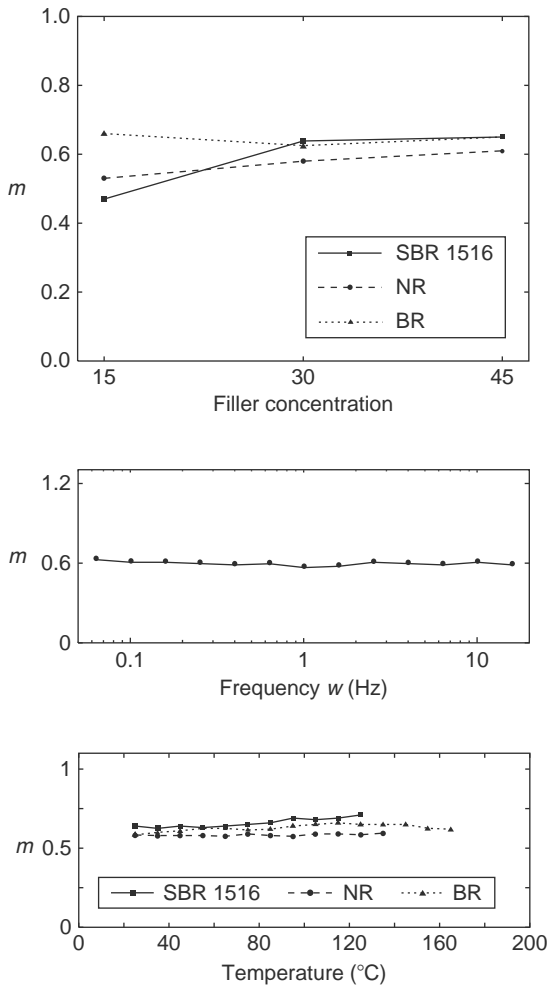 1.0
0.8
0.6
m
0.4
0.2
0.0
SBR 1516
NR
BR
15 30 45
Filler concentration
1.2
m 0.6
0
0.1 1 10
Frequency w (Hz)
1
m 0.5
0
SBR 1516 NR BR
0 40 80 120 160 200
Temperature (°C)